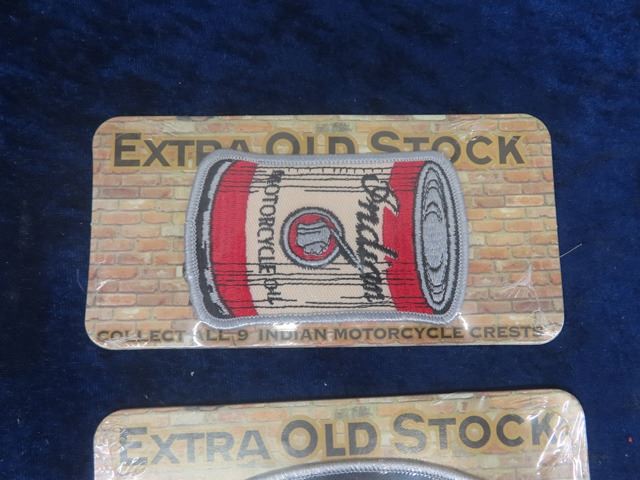 EXTRA OLD STOCK
Indian
MOTORCYCLE OIL
COLLECT ALL 9 INDIAN MOTORCYCLE CRESTS
EXTRA OLD STOCK